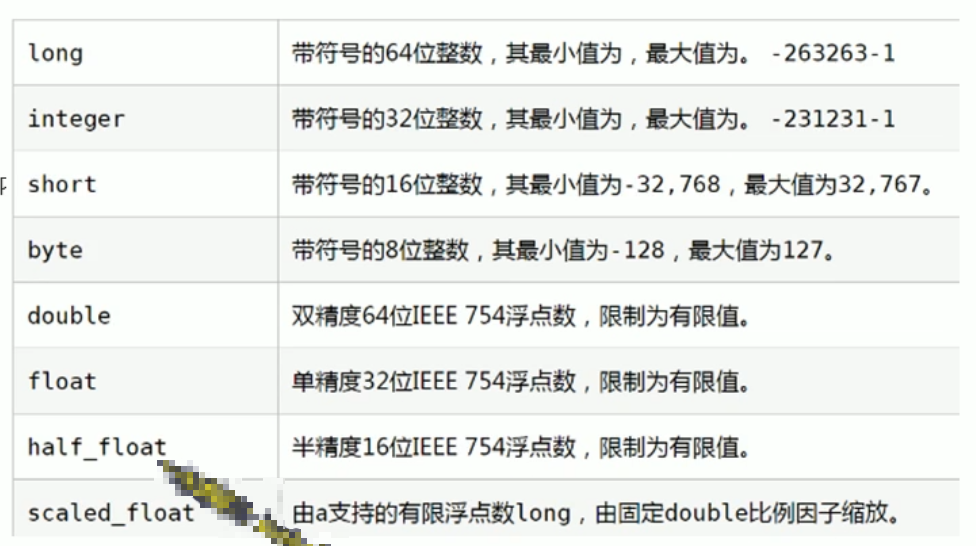 long 带符号的64位整数，其最小值为，最大值为。 -263263-1
integer 带符号的32位整数，其最小值为，最大值为。 -231231-1
short 带符号的16位整数，其最小值为-32,768，最大值为32,767。
byte 带符号的8位整数，其最小值为-128，最大值为127。
double 双精度64位IEEE 754浮点数，限制为有限值。
float 单精度32位IEEE 754浮点数，限制为有限值。
half_float 半精度16位IEEE 754浮点数，限制为有限值。
scaled_float 由a支持的有限浮点数long，由固定double比例因子缩放。